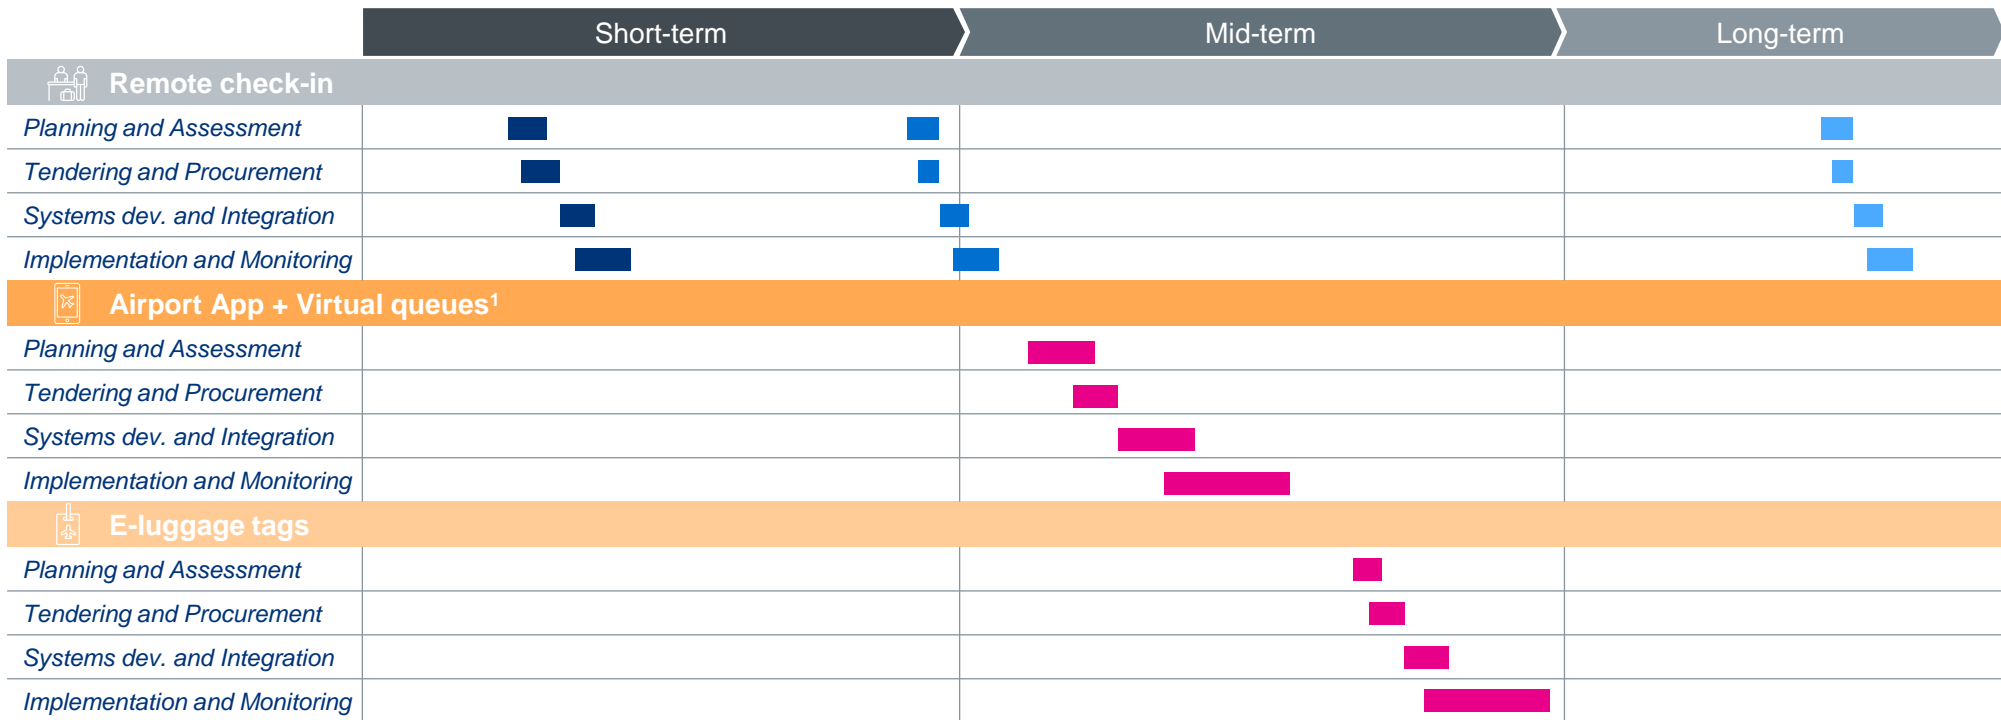 Short-term Mid-term Long-term
Remote check-in
Planning and Assessment
Tendering and Procurement
Systems dev. and Integration
Implementation and Monitoring
Airport App + Virtual queues¹
Planning and Assessment
Tendering and Procurement
Systems dev. and Integration
Implementation and Monitoring
E-luggage tags
Planning and Assessment
Tendering and Procurement
Systems dev. and Integration
Implementation and Monitoring